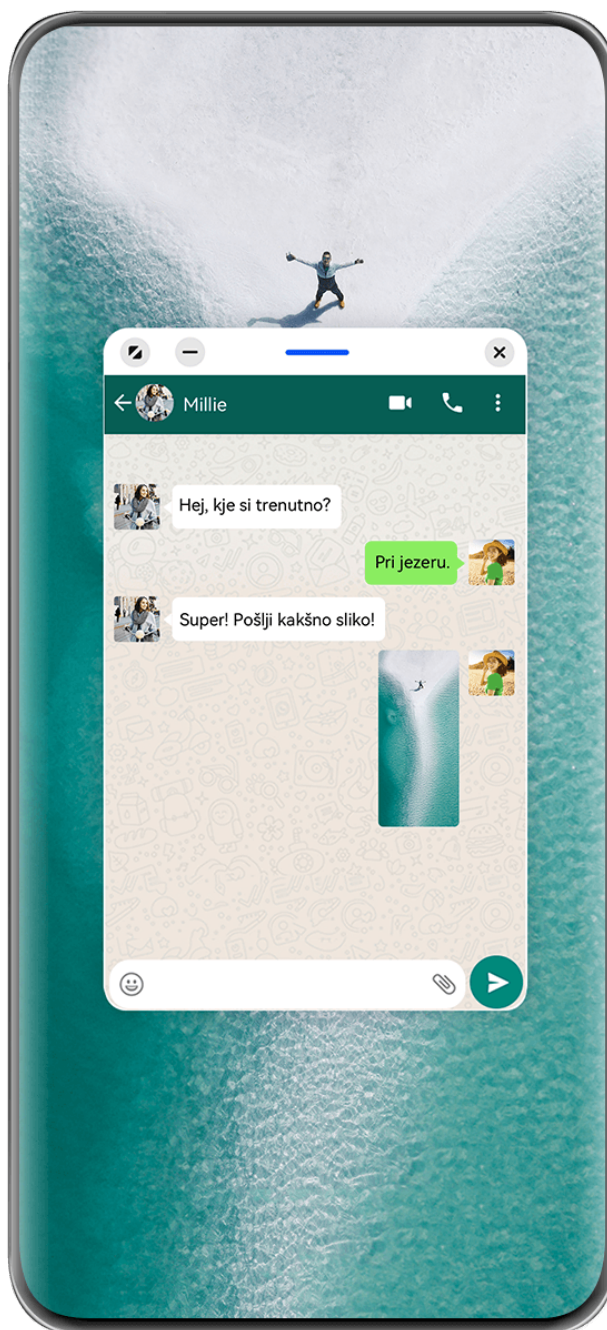 Millie
Hej, kje si trenutno?
Pri jezeru.
Super! Pošlji kakšno sliko!